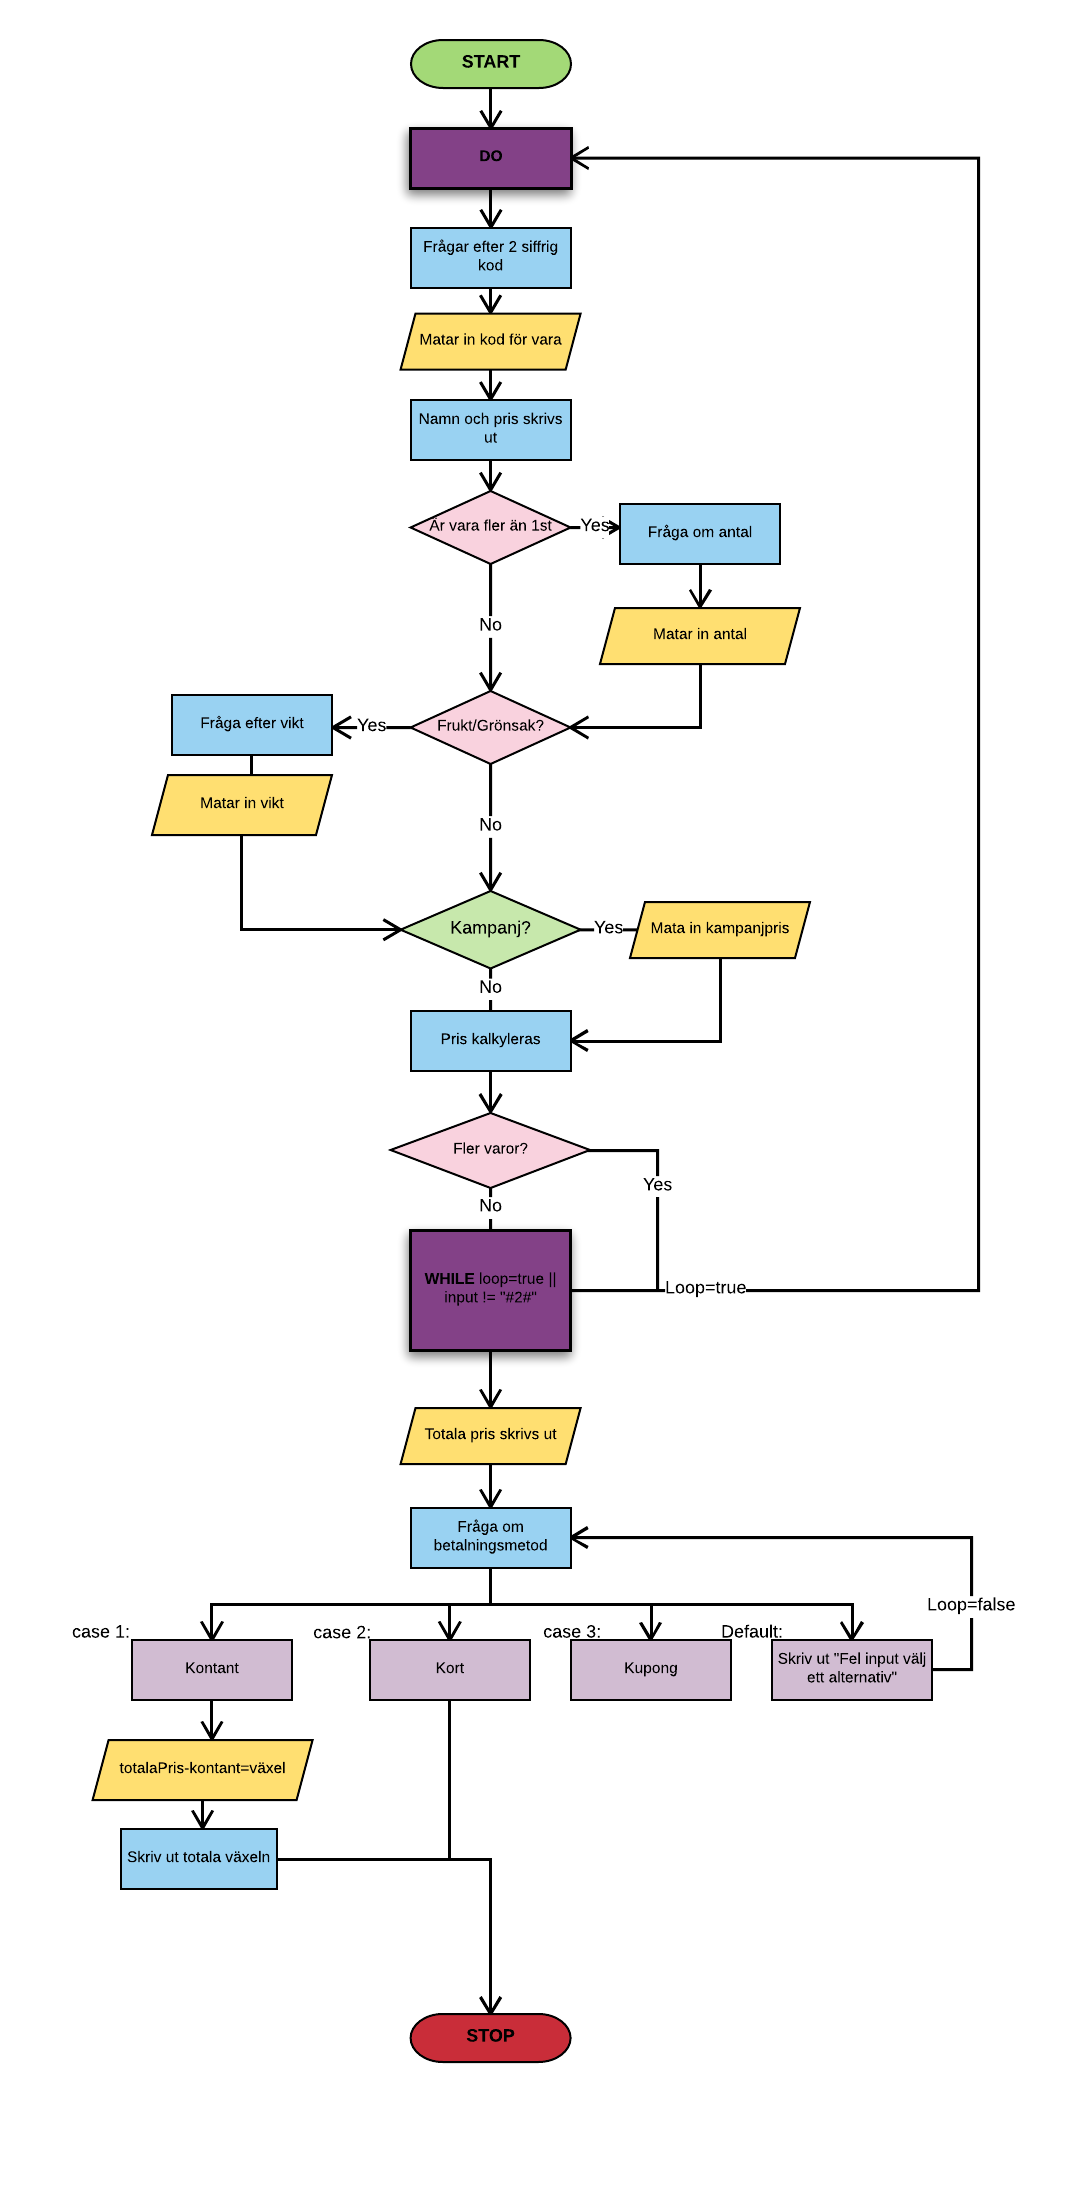 START
DO
Frågar efter 2 siffrig
kod
Matar in kod för vara
Namn och pris skrivs
ut
Är vara fler än 1st
Yes
Fråga om antal
No
Matar in antal
Fråga efter vikt
Yes
Frukt/Grönsak?
Matar in vikt
No
Kampanj?
Yes
Mata in kampanjpris
No
Pris kalkyleras
Fler varor?
Yes
No
WHILE loop=true ||
input != "#2#"
Loop=true
Totala pris skrivs ut
Fråga om
betalningsmetod
Loop=false
case 1:
case 2:
case 3:
Default:
Kontant
Kort
Kupong
Skriv ut "Fel input välj
ett alternativ"
totalaPris-kontant=växel
Skriv ut totala växeln
STOP